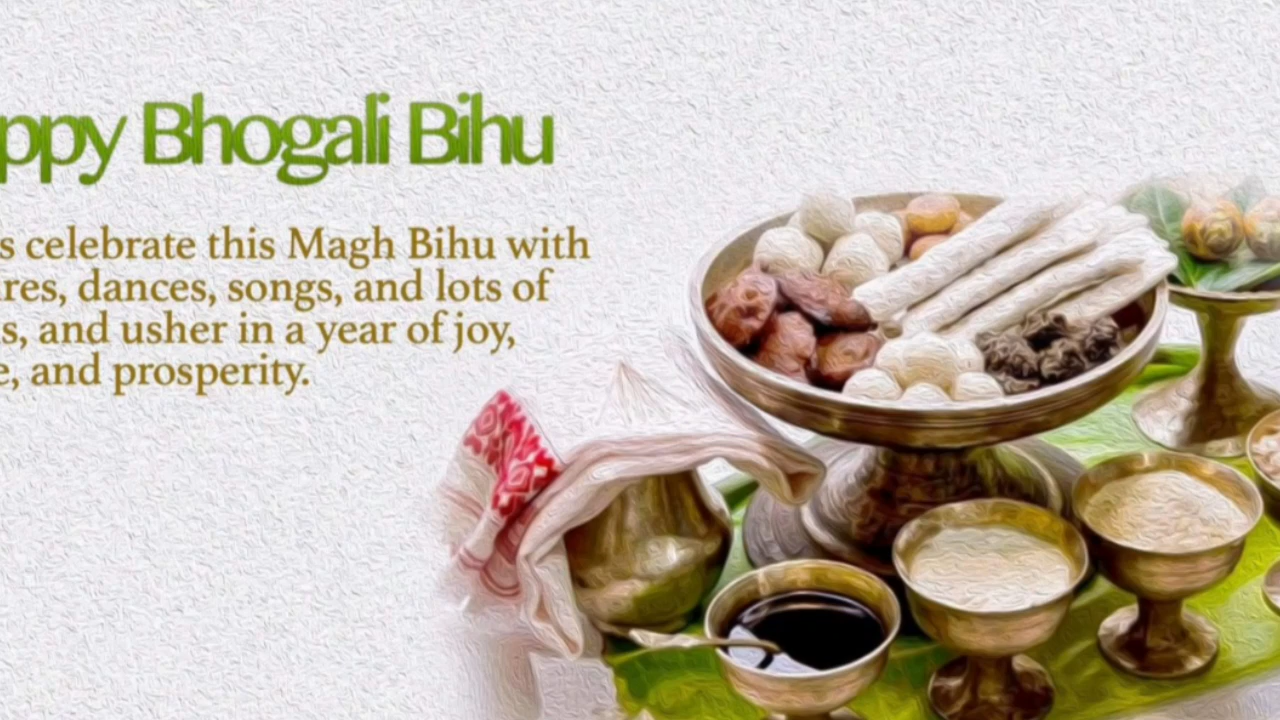 ppy Bhogali Bihu
s celebrate this Magh Bihu with
res, dances, songs, and lots of
s, and usher in a year of joy,
e, and prosperity.